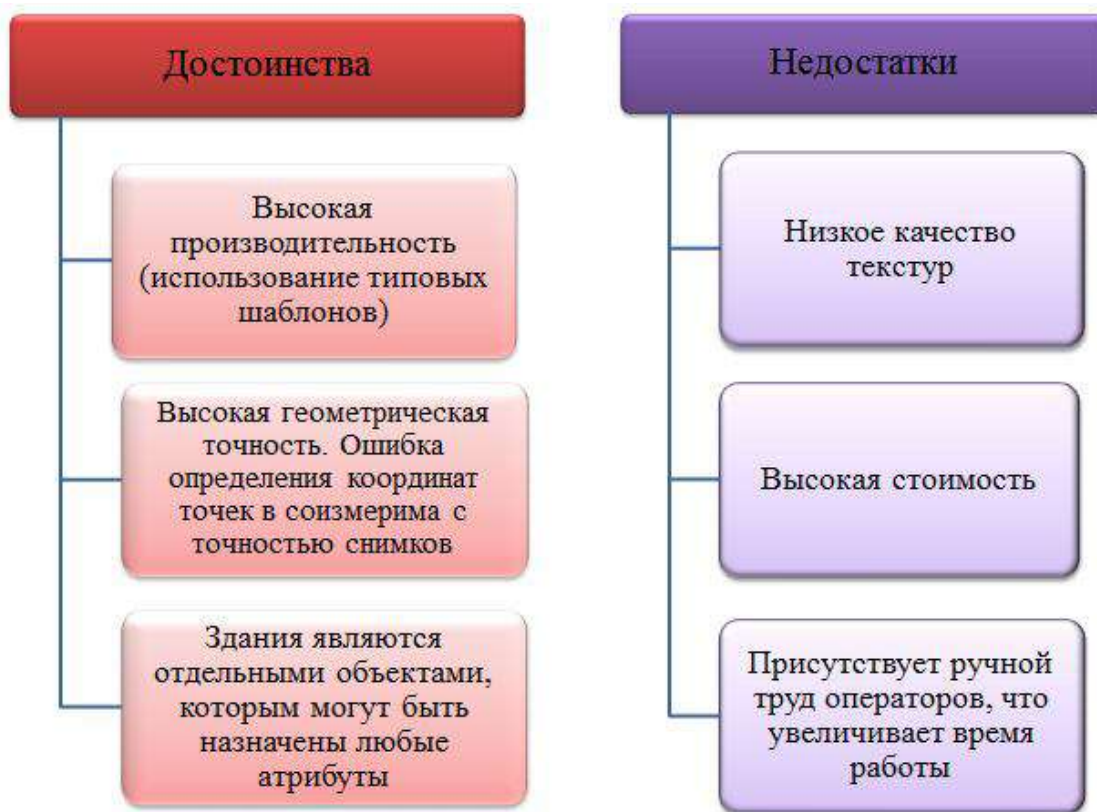 Достоинства
Высокая
производительность
(использование типовых
шаблонов)
Высокая геометрическая
точность. Ошибка
определения координат
точек в соизмерима с
точностью снимков
Здания являются
отдельными объектами,
которым могут быть
назначены любые
атрибуты
Недостатки
Низкое качество
текстур
Высокая стоимость
Присутствует ручной
труд операторов, что
увеличивает время
работы